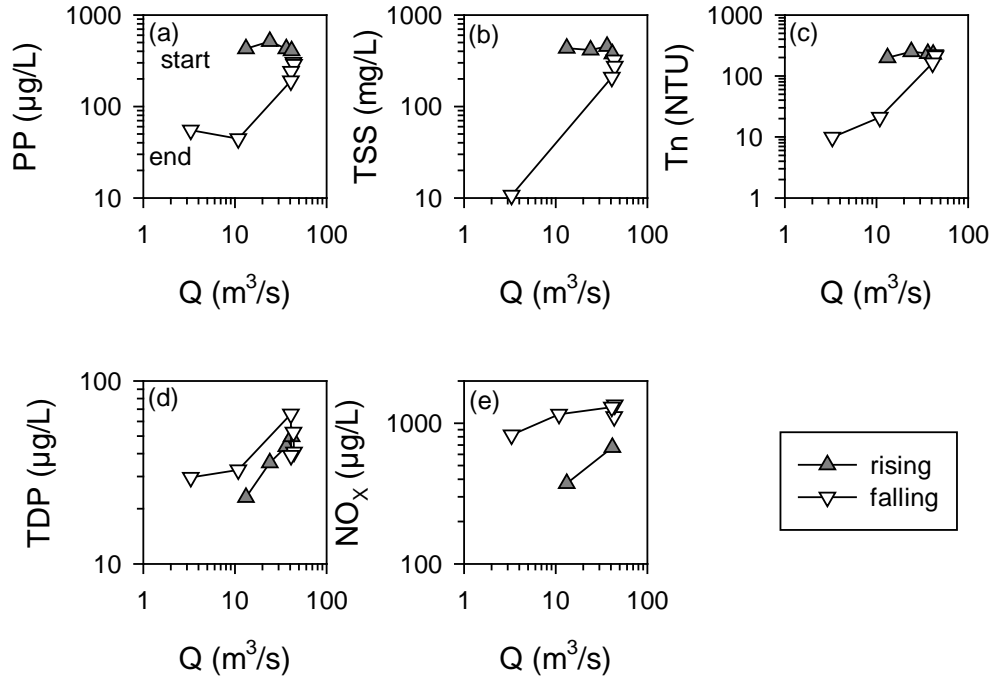 (a)
start
end
PP (µg/L)
1000
100
10
1
10
100
Q (m³/s)
(b)
TSS (mg/L)
1000
100
10
1
10
100
Q (m³/s)
(c)
Tn (NTU)
1000
100
10
1
1
10
100
Q (m³/s)
(d)
TDP (µg/L)
100
10
1
10
100
Q (m³/s)
(e)
NOX (µg/L)
1000
100
1
10
100
Q (m³/s)
rising
falling